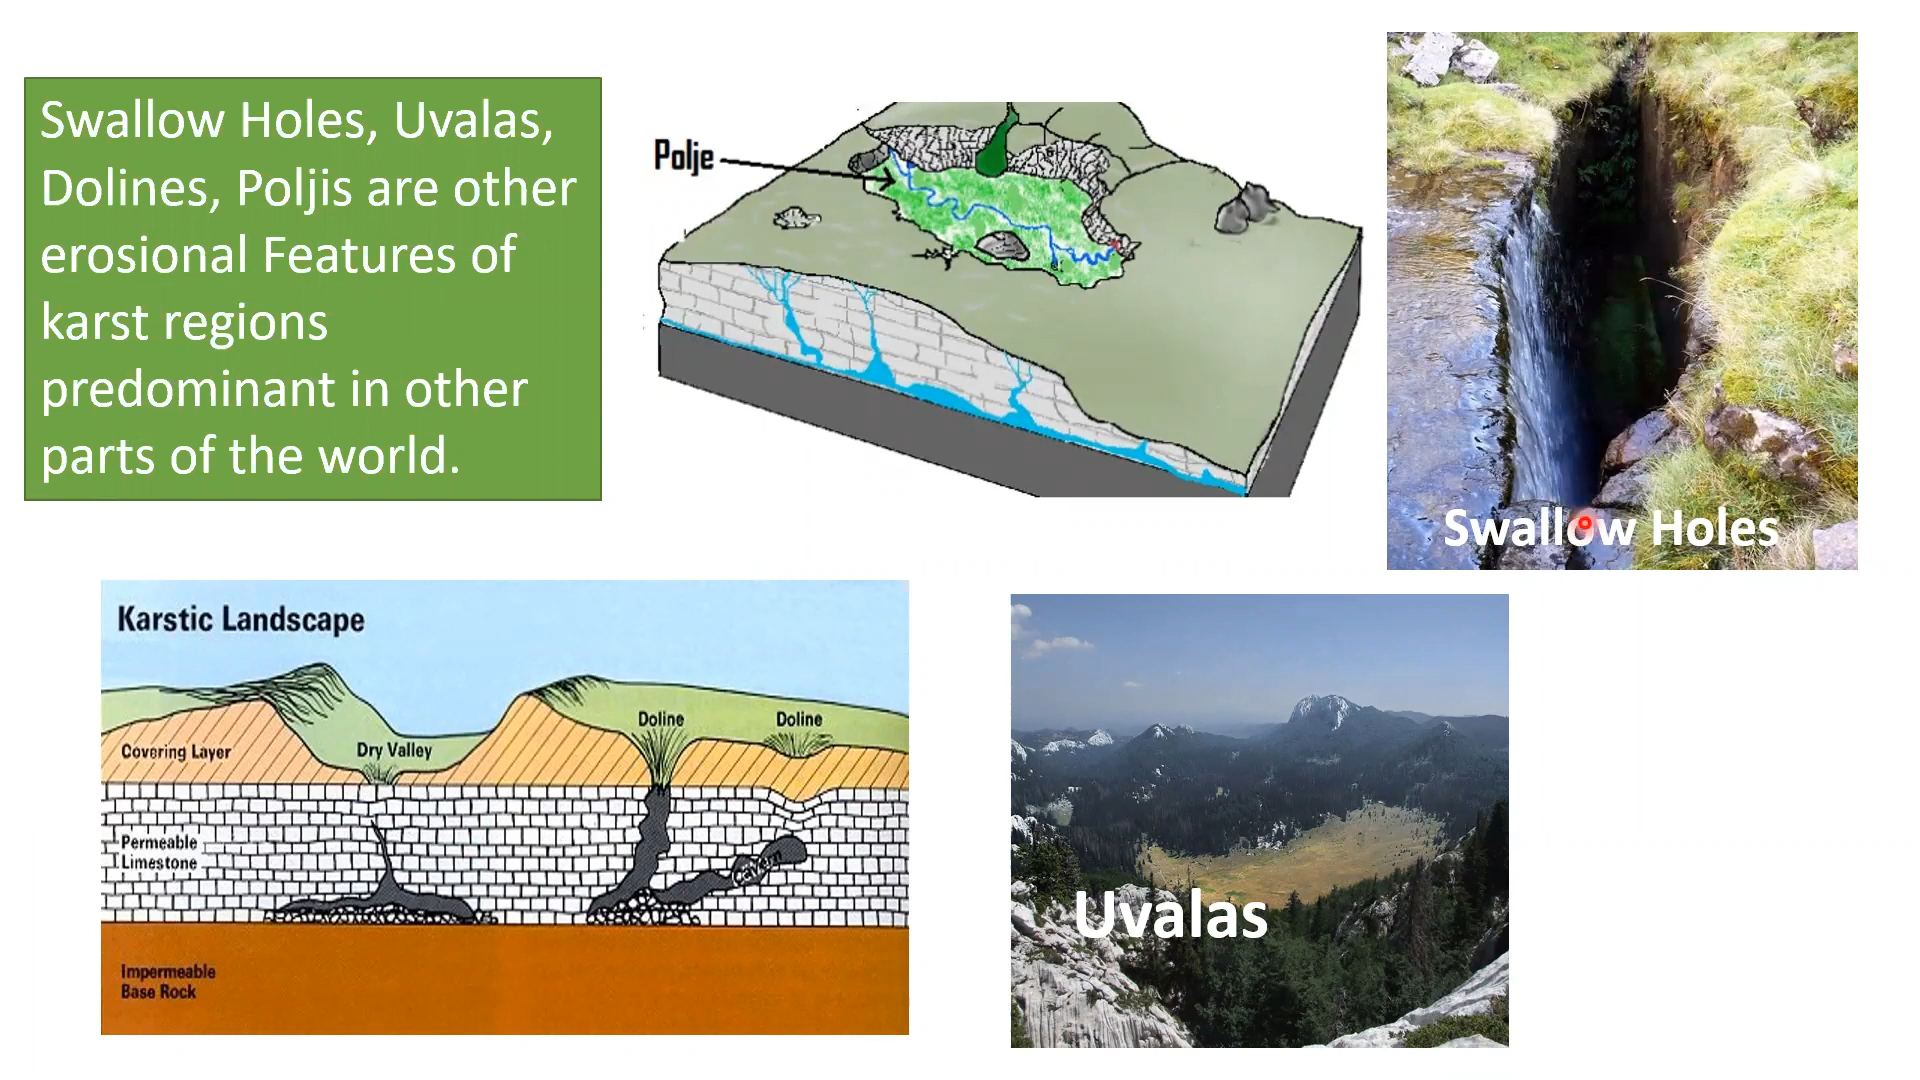 Swallow Holes, Uvalas,
Dolines, Poljis are other
erosional Features of
karst regions
predominant in other
parts of the world.
Polje
Swallow Holes
Karstic Landscape
Doline
Doline
Covering Layer
Dry Valley
Permeable
Limestone
Cavern
Impermeable
Base Rock
Uvalas